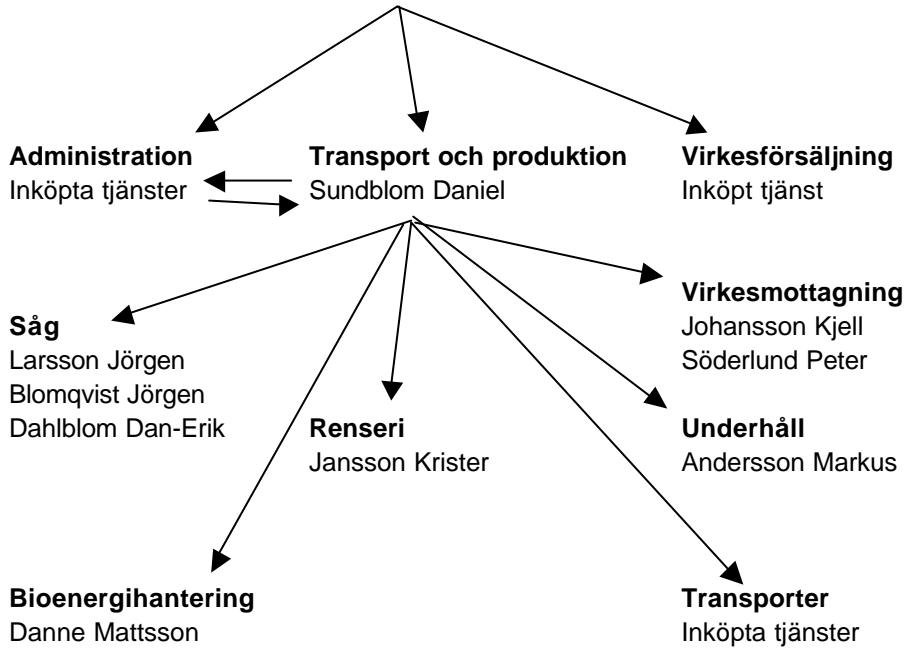 Administration
Inköpta tjänster
Transport och produktion
Sundblom Daniel
Virkesförsäljning
Inköpt tjänst
Såg
Larsson Jörgen
Blomqvist Jörgen
Dahlblom Dan-Erik
Renseri
Jansson Krister
Virkesmottagning
Johansson Kjell
Söderlund Peter
Underhåll
Andersson Markus
Bioenergihantering
Danne Mattsson
Transporter
Inköpta tjänster